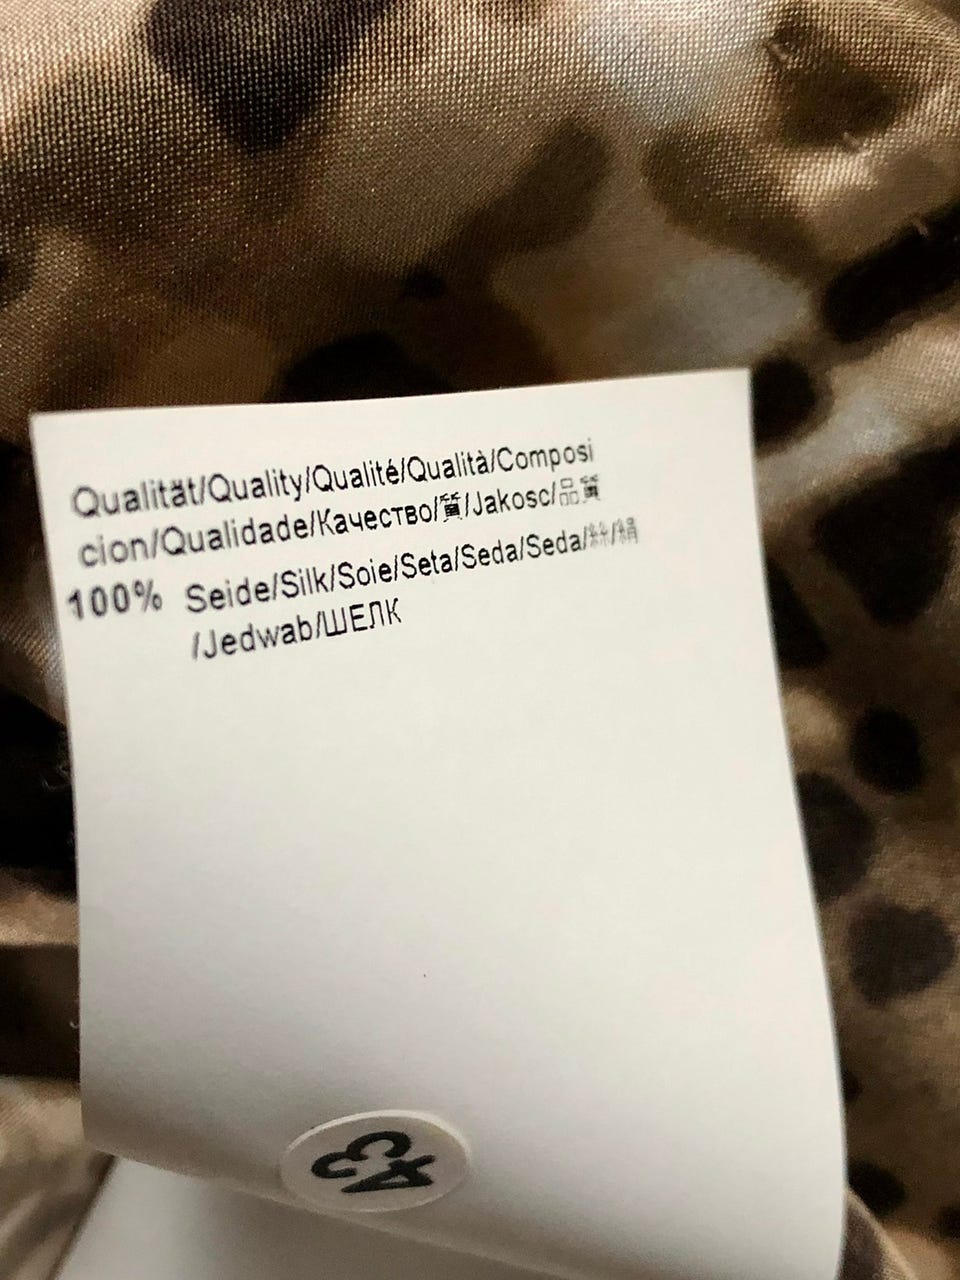 Qualität/Quality/Qualité/Qualità/Composi
cion/Qualidade/Качество/質/Jakosc/品質
100% Seide/Silk/Soie/Seta/Seda/Seda/絲/絹
/Jedwab/ШЕЛК